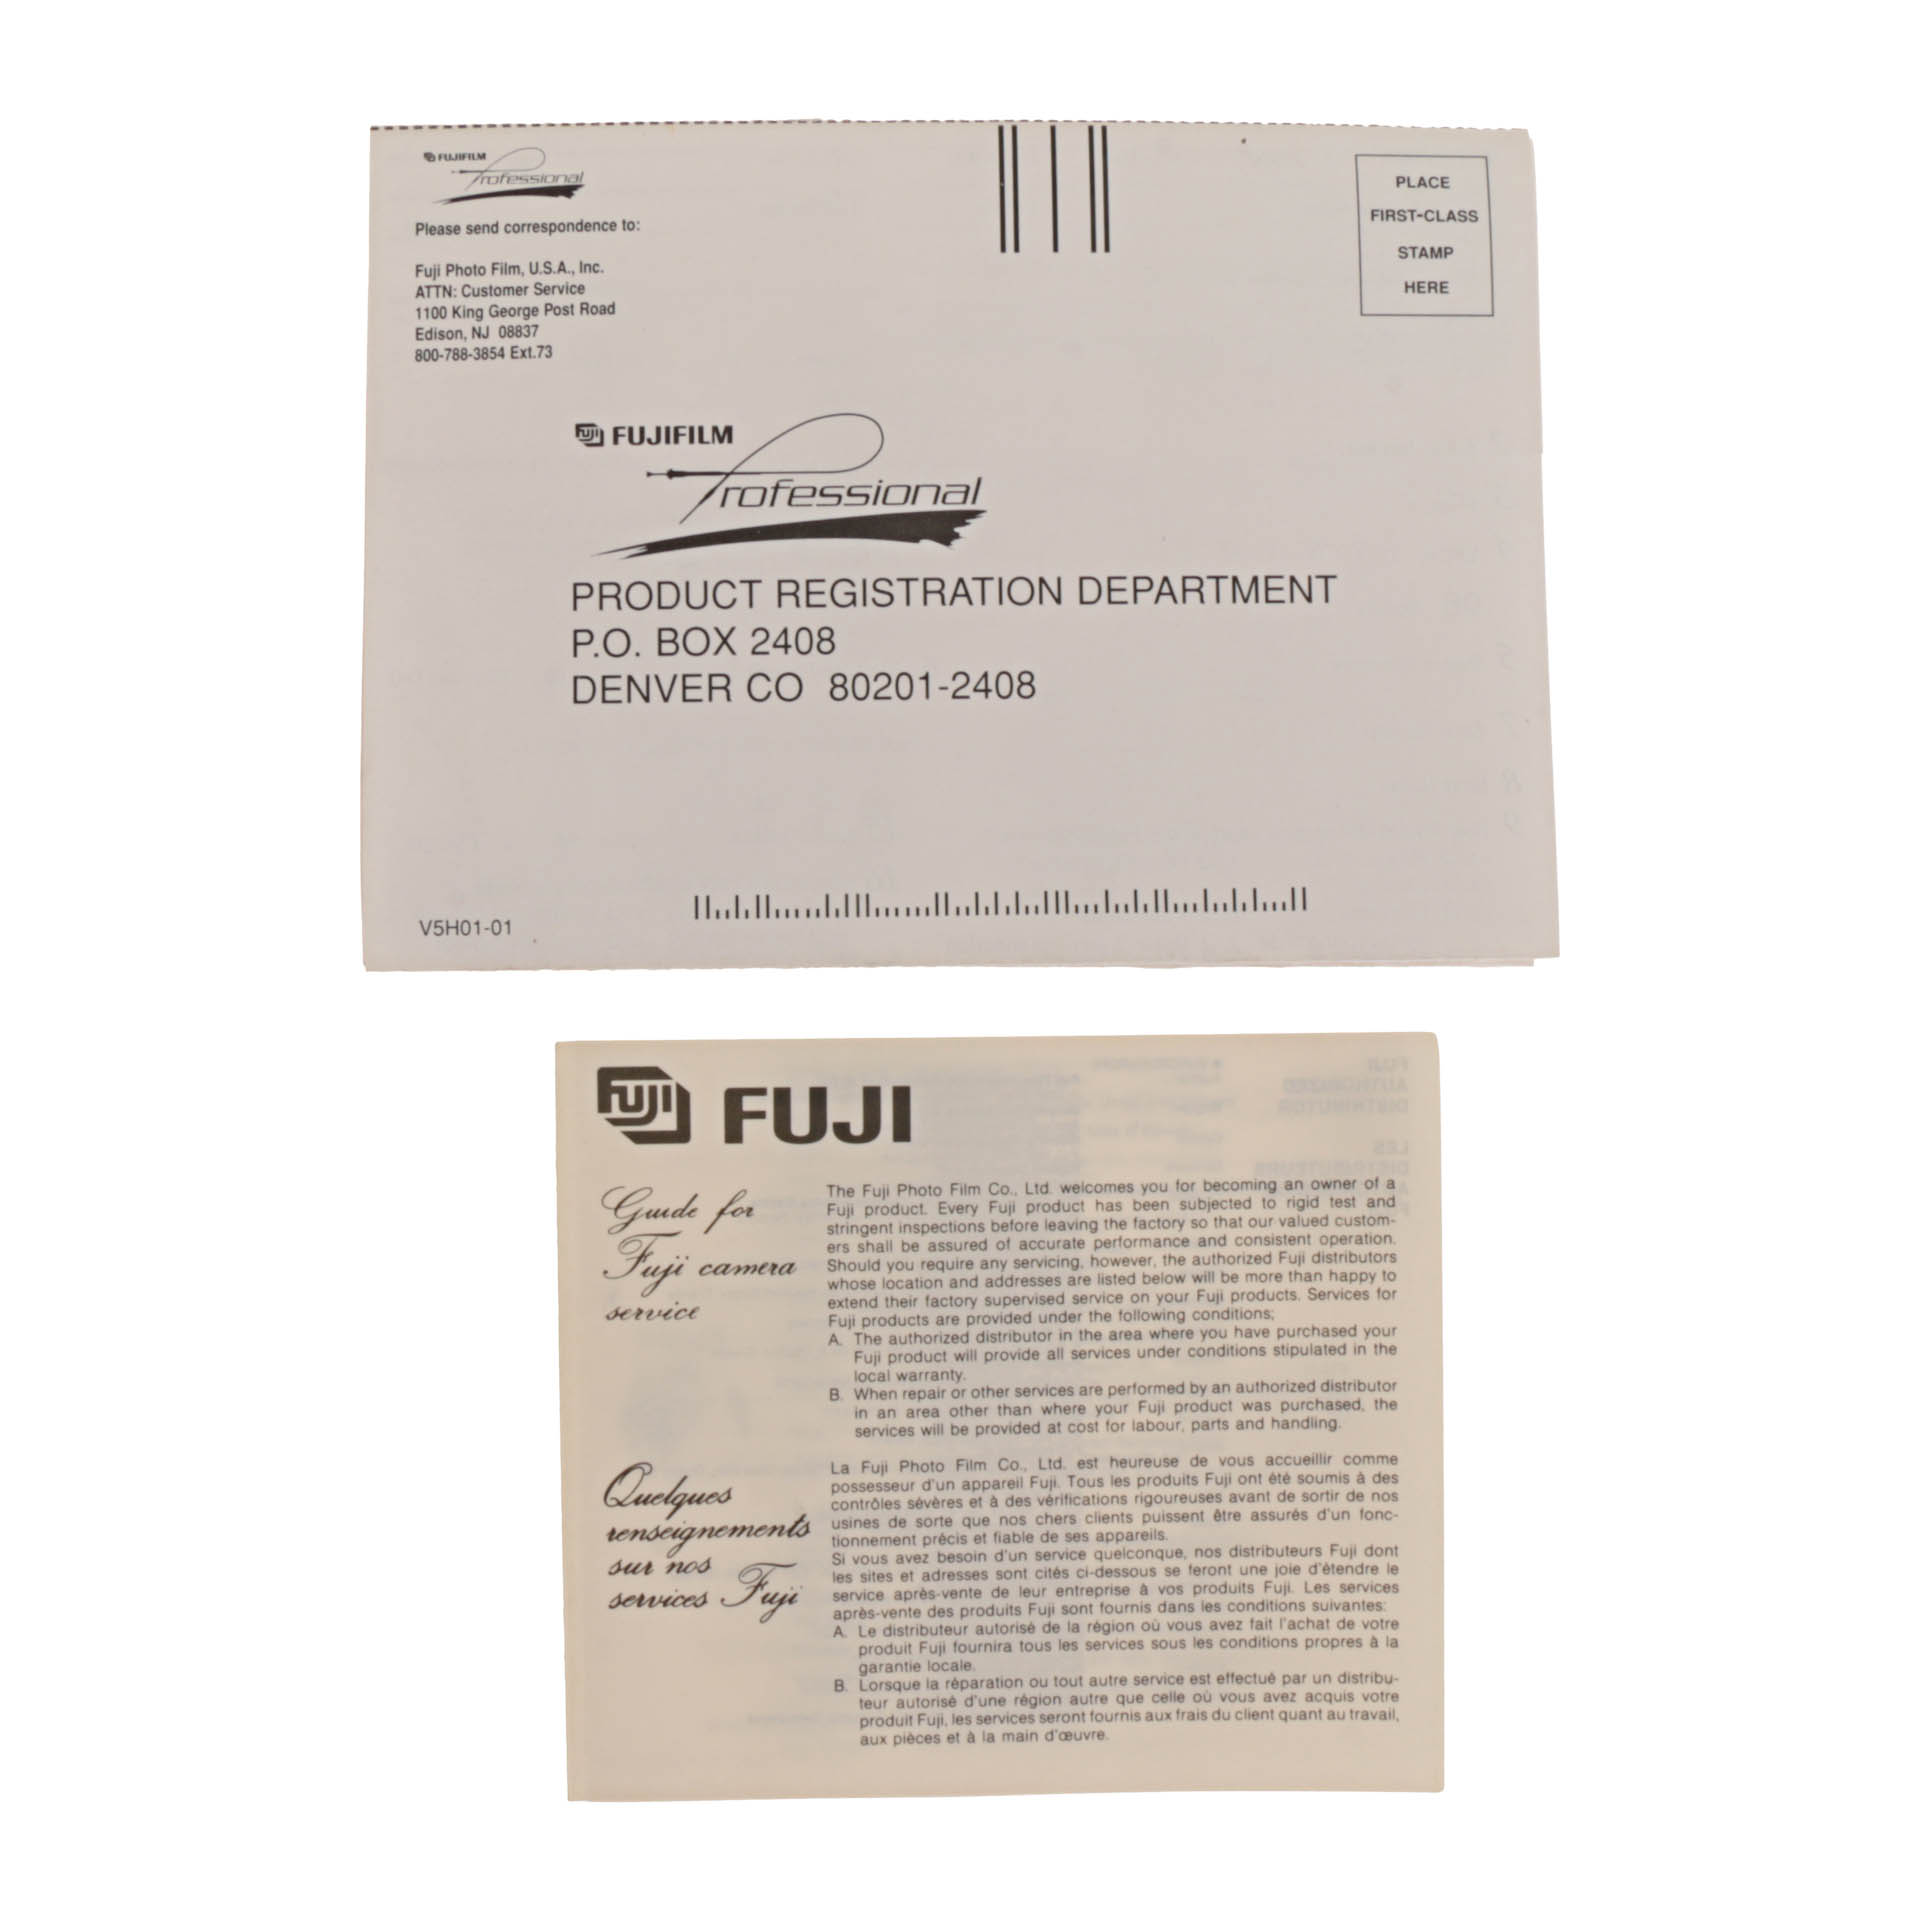 FUJIFILM
Professional
Please send correspondence to:
Fuji Photo Film, U.S.A., Inc.
ATTN: Customer Service
1100 King George Post Road
Edison, NJ 08837
800-788-3854 Ext.73
PLACE
FIRST-CLASS
STAMP
HERE
Fuji FUJIFILM
Professional
PRODUCT REGISTRATION DEPARTMENT
P.O. BOX 2408
DENVER CO 80201-2408
V5H01-01
Fuji FUJI
Guide for
Fuji camera
service
The Fuji Photo Film Co., Ltd. welcomes you for becoming an owner of a
Fuji product. Every Fuji product has been subjected to rigid test and
stringent inspections before leaving the factory so that our valued custom-
ers shall be assured of accurate performance and consistent operation.
Should you require any servicing, however, the authorized Fuji distributors
whose location and addresses are listed below will be more than happy to
extend their factory supervised service on your Fuji products. Services for
Fuji products are provided under the following conditions;
A. The authorized distributor in the area where you have purchased your
Fuji product will provide all services under conditions stipulated in the
local warranty.
B. When repair or other services are performed by an authorized distributor
in an area other than where your Fuji product was purchased, the
services will be provided at cost for labour, parts and handling.
Quelques
renseignements
sur nos
services Fuji
La Fuji Photo Film Co., Ltd. est heureuse de vous accueillir comme
possesseur d'un appareil Fuji. Tous les produits Fuji ont été soumis à des
contrôles sévères et à des vérifications rigoureuses avant de sortir de nos
usines de sorte que nos chers clients puissent être assurés d'un fonc-
tionnement précis et fiable de ses appareils.
Si vous avez besoin d'un service quelconque, nos distributeurs Fuji dont
les sites et adresses sont cités ci-dessous se feront une joie d'étendre le
service après-vente de leur entreprise à vos produits Fuji. Les services
après-vente des produits Fuji sont fournis dans les conditions suivantes:
A. Le distributeur autorisé de la région où vous avez fait l'achat de votre
produit Fuji fournira tous les services sous les conditions propres à la
garantie locale.
B. Lorsque la réparation ou tout autre service est effectué par un distribu-
teur autorisé d'une région autre que celle où vous avez acquis votre
produit Fuji, les services seront fournis aux frais du client quant au travail,
aux pièces et à la main d'œuvre.